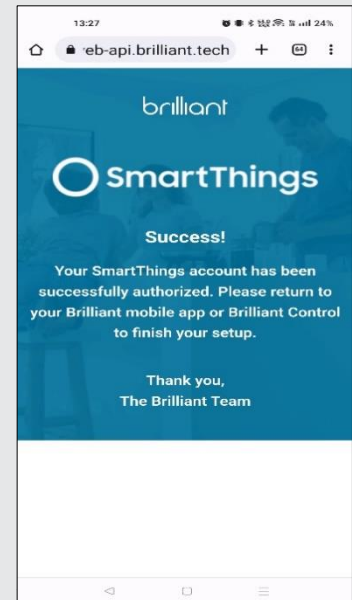 13:27
24%
eb-api.brilliant.tech
64
brilliant
SmartThings
Success!
Your SmartThings account has been
successfully authorized. Please return to
your Brilliant mobile app or Brilliant Control
to finish your setup.
Thank you,
The Brilliant Team